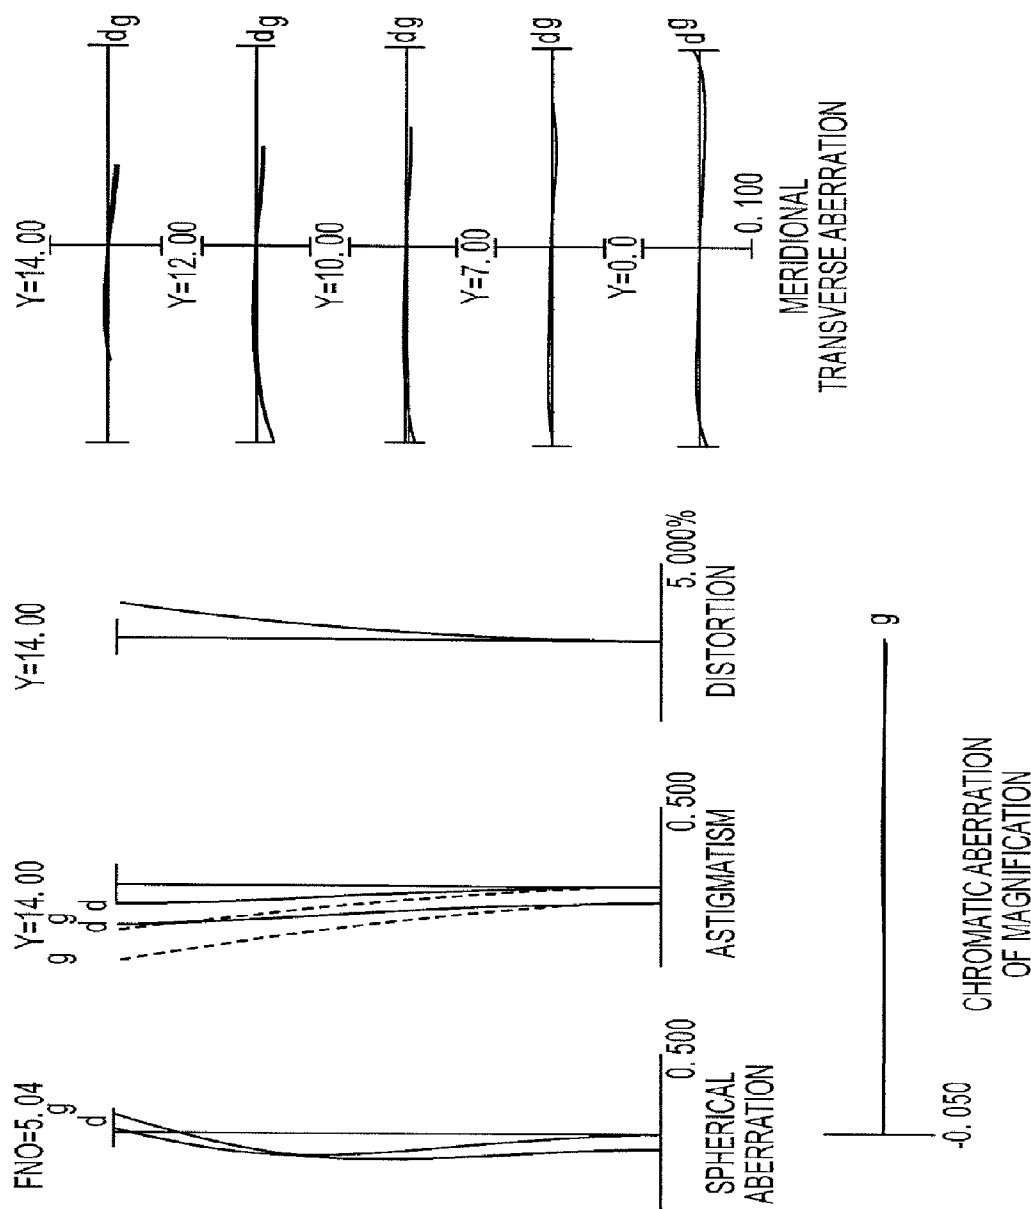 FNO=5.04
g
d
0.500
SPHERICAL
ABERRATION
Y=14.00
g
d
g
d
0.500
ASTIGMATISM
Y=14.00
5.000%
DISTORTION
Y=14.00
dg
Y=12.00
dg
Y=10.00
dg
Y=7.00
dg
Y=0.0
dg
0.100
MERIDIONAL
TRANSVERSE ABERRATION
-0.050
g
CHROMATIC ABERRATION
OF MAGNIFICATION